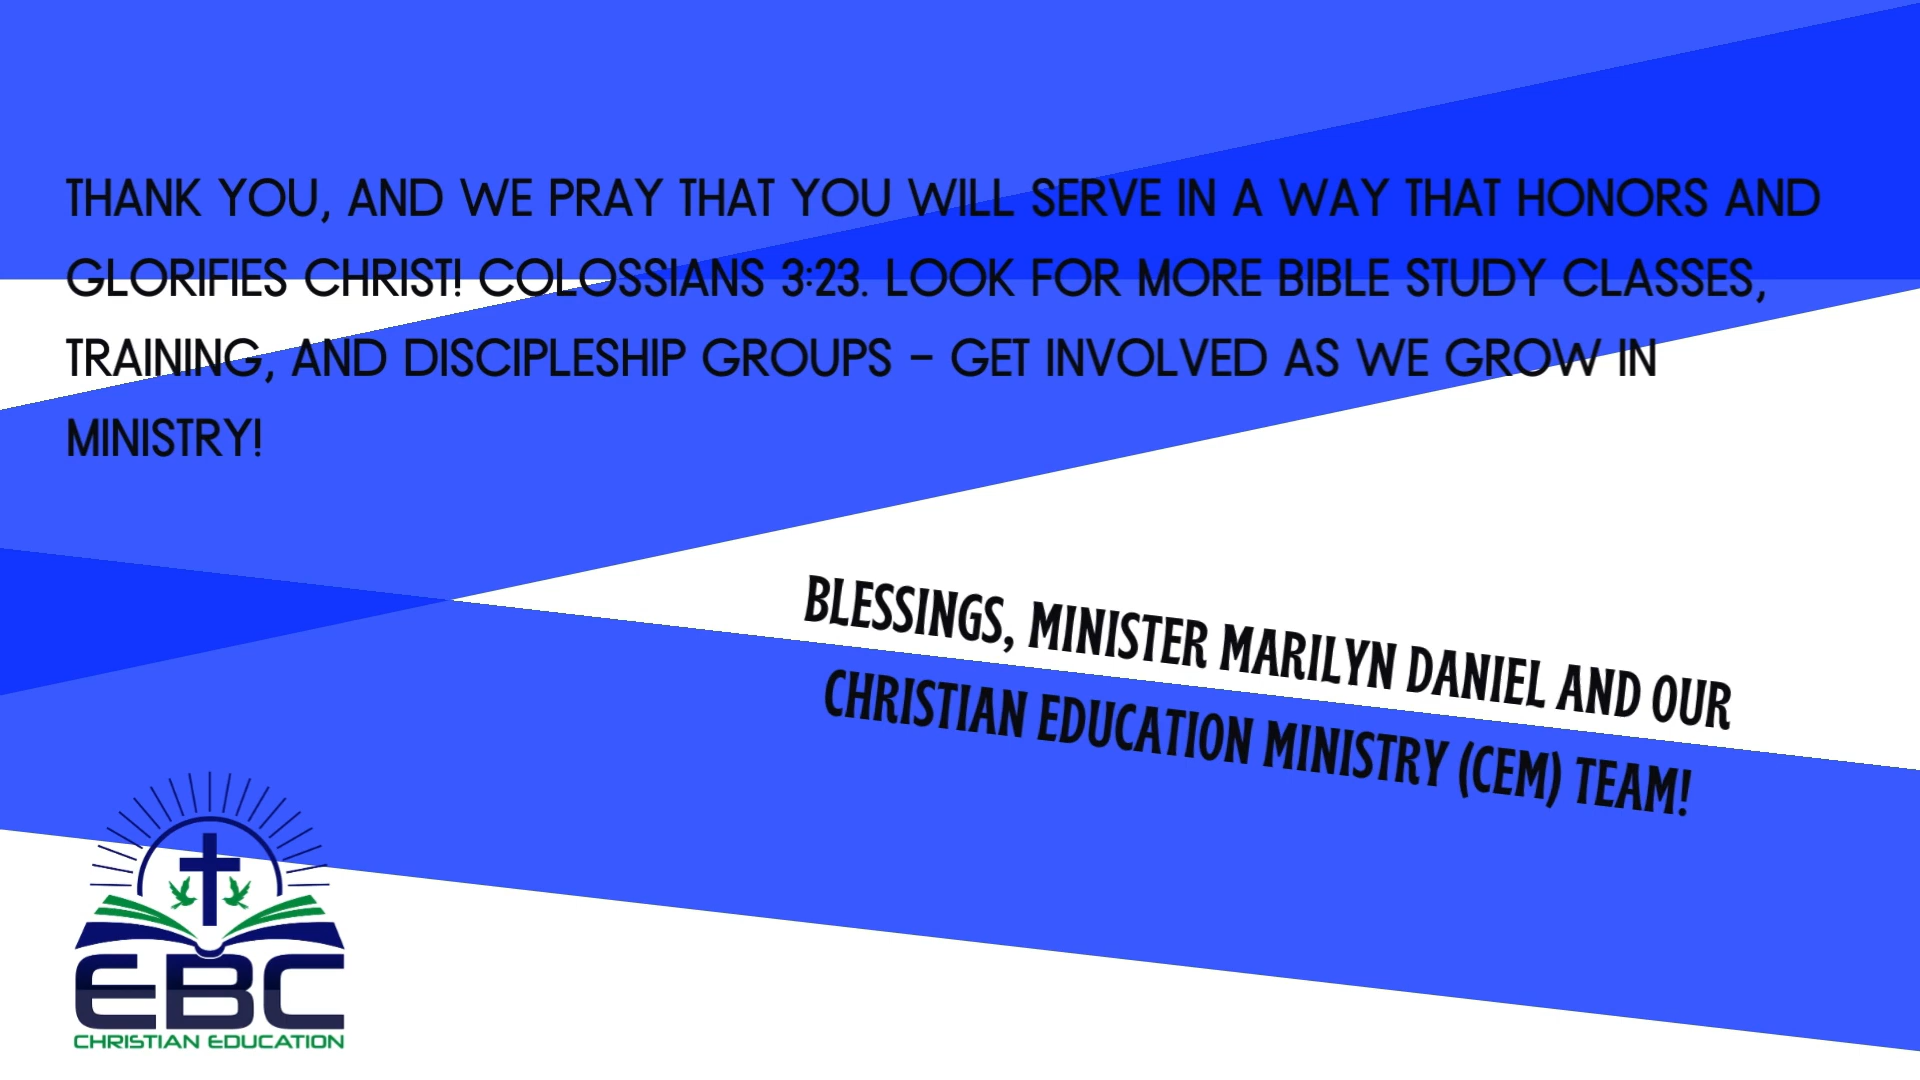 THANK YOU, AND WE PRAY THAT YOU WILL SERVE IN A WAY THAT HONORS AND
GLORIFIES CHRIST! COLOSSIANS 3:23. LOOK FOR MORE BIBLE STUDY CLASSES,
TRAINING, AND DISCIPLESHIP GROUPS – GET INVOLVED AS WE GROW IN
MINISTRY!
BLESSINGS, MINISTER MARILYN DANIEL AND OUR
CHRISTIAN EDUCATION MINISTRY (CEM) TEAM!
EBC
CHRISTIAN EDUCATION